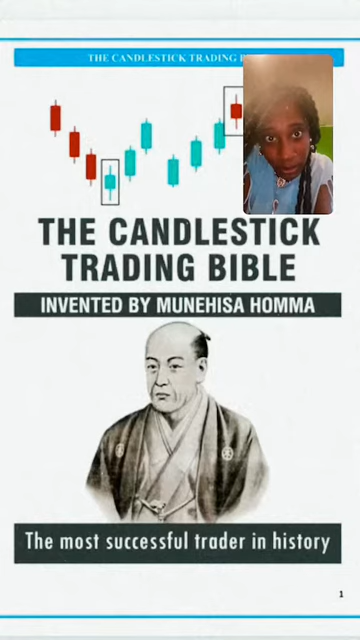 THE CANDLESTICK TRADING
THE CANDLESTICK
TRADING BIBLE
INVENTED BY MUNEHISA HOMMA
The most successful trader in history
1